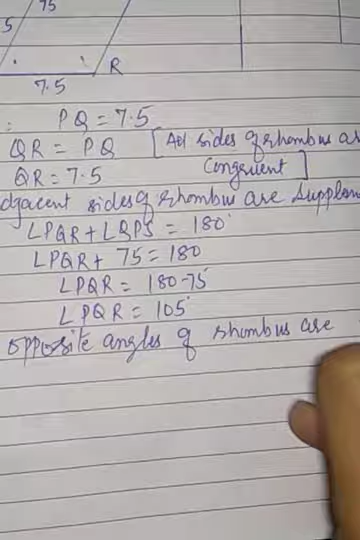 5 75
R
7.5
: PQ = 7.5
QR = PQ [All sides of rhombus are
QR = 7.5 Congruent]
djacent sides of rhombus are Supplem
∠PQR + ∠QPS = 180°
∠PQR + 75 = 180
∠PQR = 180-75
∠PQR = 105°
opposite angles of rhombus are